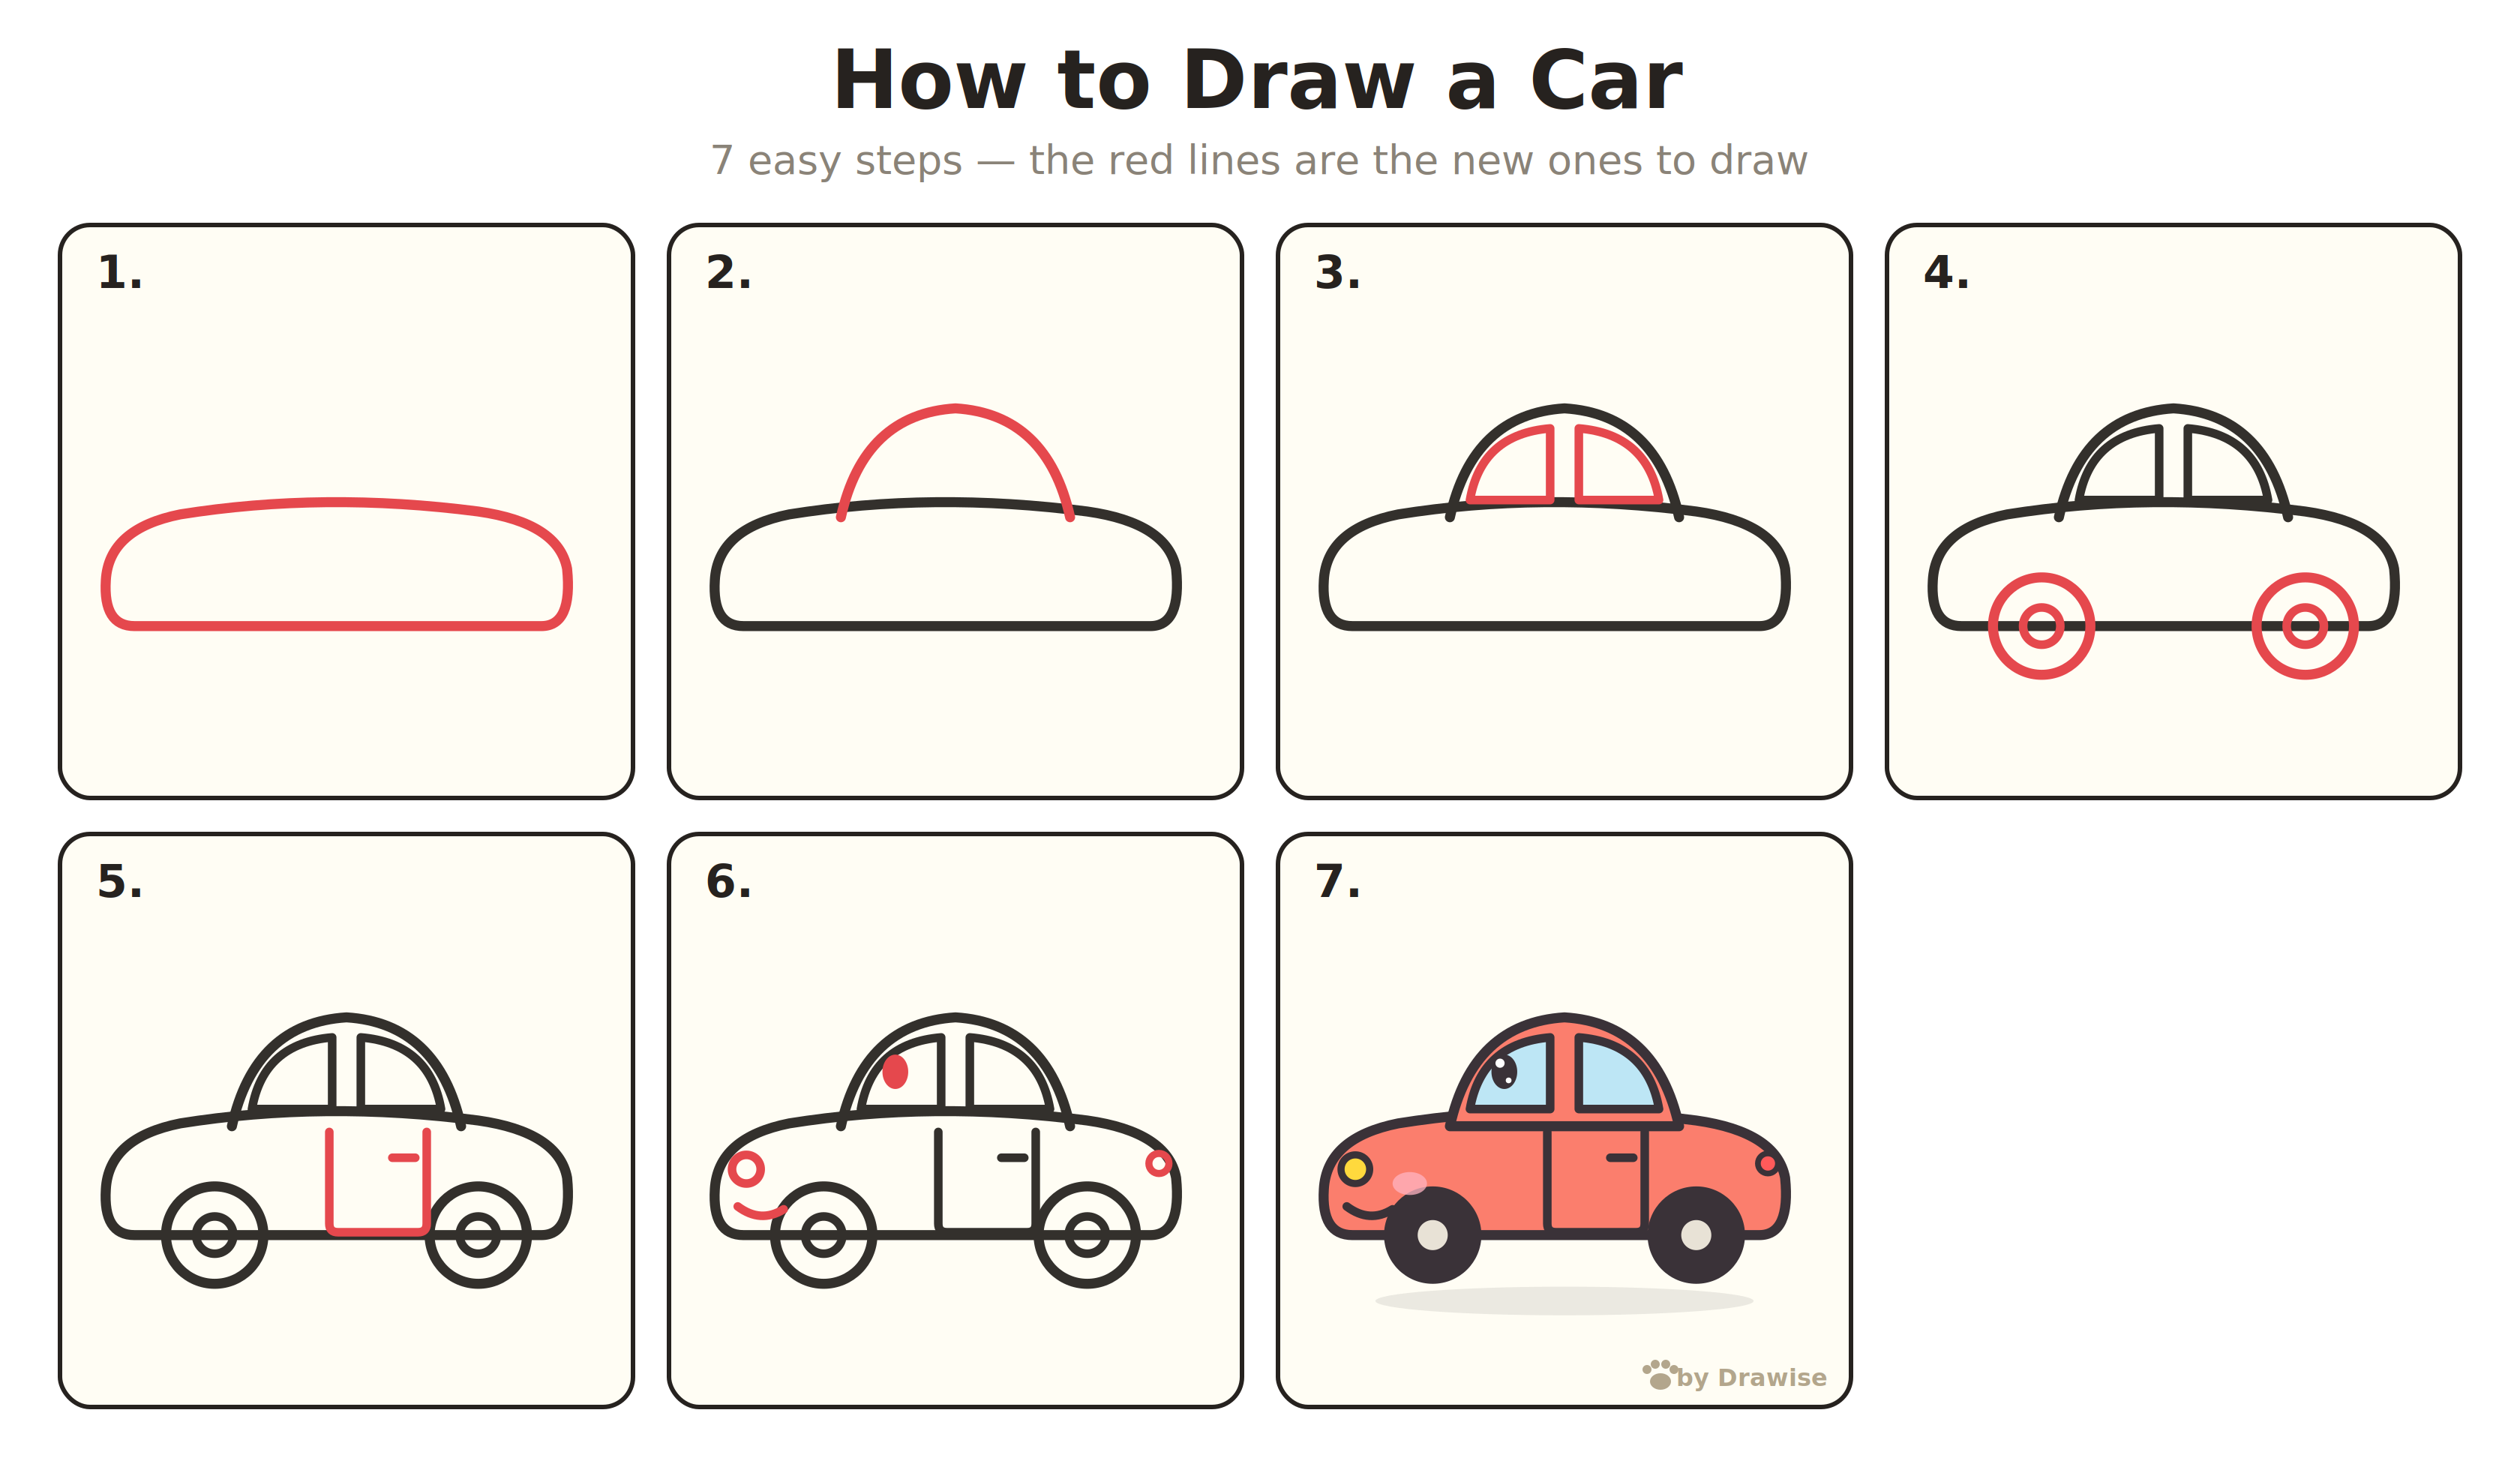 How to Draw a Car
7 easy steps — the red lines are the new ones to draw
1.
2.
3.
4.
5.
6.
7.
by Drawise